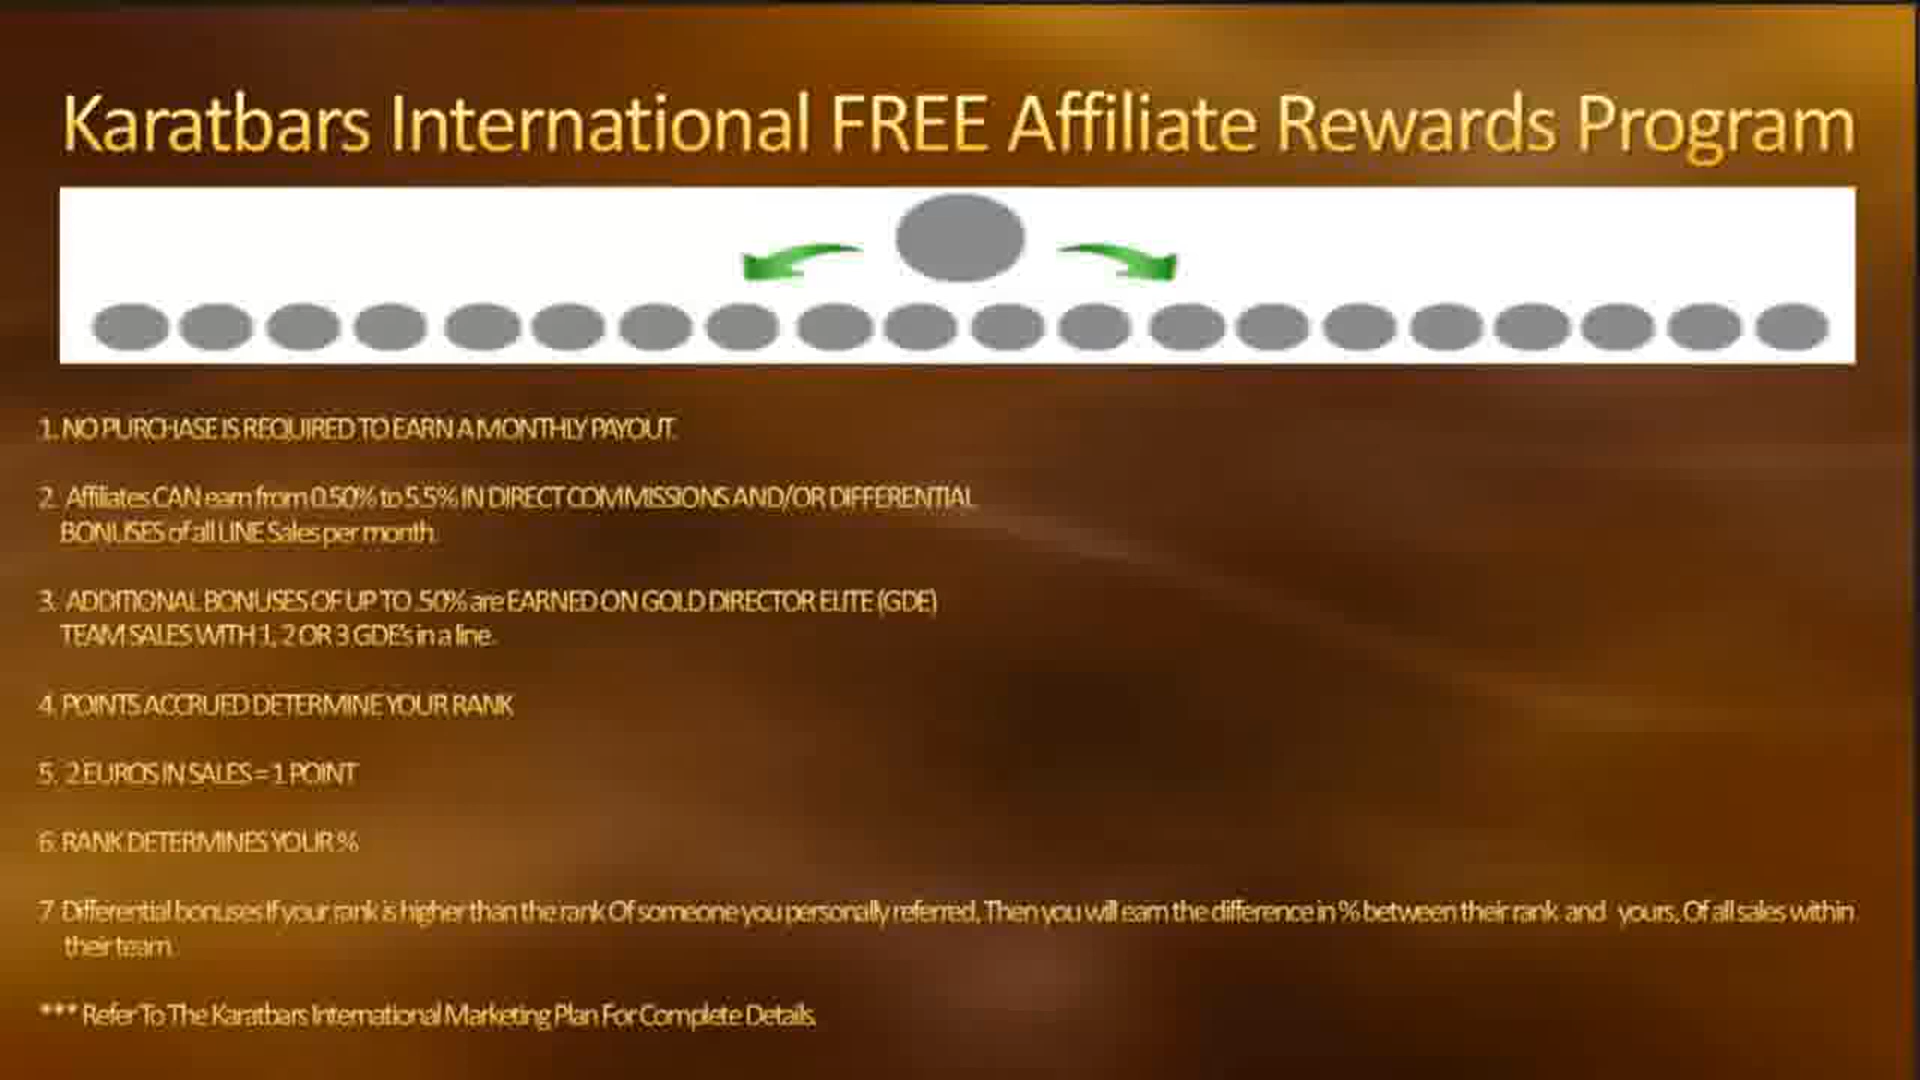 Karatbars International FREE Affiliate Rewards Program
1. NO PURCHASE IS REQUIRED TO EARN A MONTHLY PAYOUT.
2. Affiliates CAN earn from 0.50% to 5.5% IN DIRECT COMMISSIONS AND/OR DIFFERENTIAL
BONUSES of all LINE Sales per month.
3. ADDITIONAL BONUSES OF UP TO .50% are EARNED ON GOLD DIRECTOR ELITE (GDE)
TEAM SALES WITH 1, 2 OR 3 GDE's in a line.
4. POINTS ACCRUED DETERMINE YOUR RANK
5. 2 EUROS IN SALES = 1 POINT
6. RANK DETERMINES YOUR %
7 Differential bonuses If your rank is higher than the rank Of someone you personally referred, Then you will earn the difference in % between their rank and yours, Of all sales within
their team.
*** Refer To The Karatbars International Marketing Plan For Complete Details.